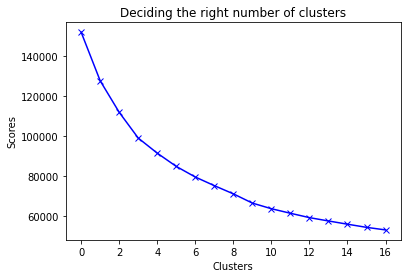 Deciding the right number of clusters
Scores
140000
120000
100000
80000
60000
0 2 4 6 8 10 12 14 16
Clusters